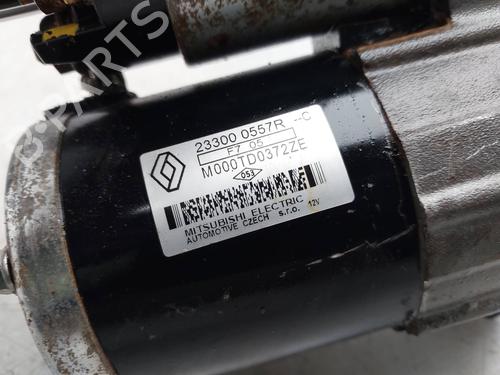 23300 0557R --C
F7 05
M000TD0372ZE
053
MITSUBISHI ELECTRIC
AUTOMOTIVE CZECH s.r.o. 12V
B-PARTS